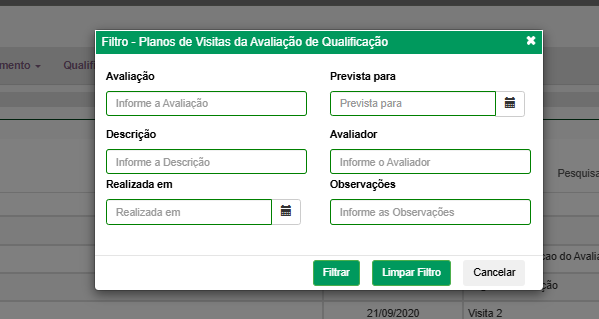 Filtro - Planos de Visitas da Avaliação de Qualificação ✖
mento
Qualifi
Avaliação
Prevista para
Informe a Avaliação
Prevista para
Descrição
Avaliador
Informe a Descrição
Informe o Avaliador
Pesquisa
Realizada em
Observações
Realizada em
Informe as Observações
cao do Avalia
Filtrar
Limpar Filtro
Cancelar
ção
21/09/2020
Visita 2